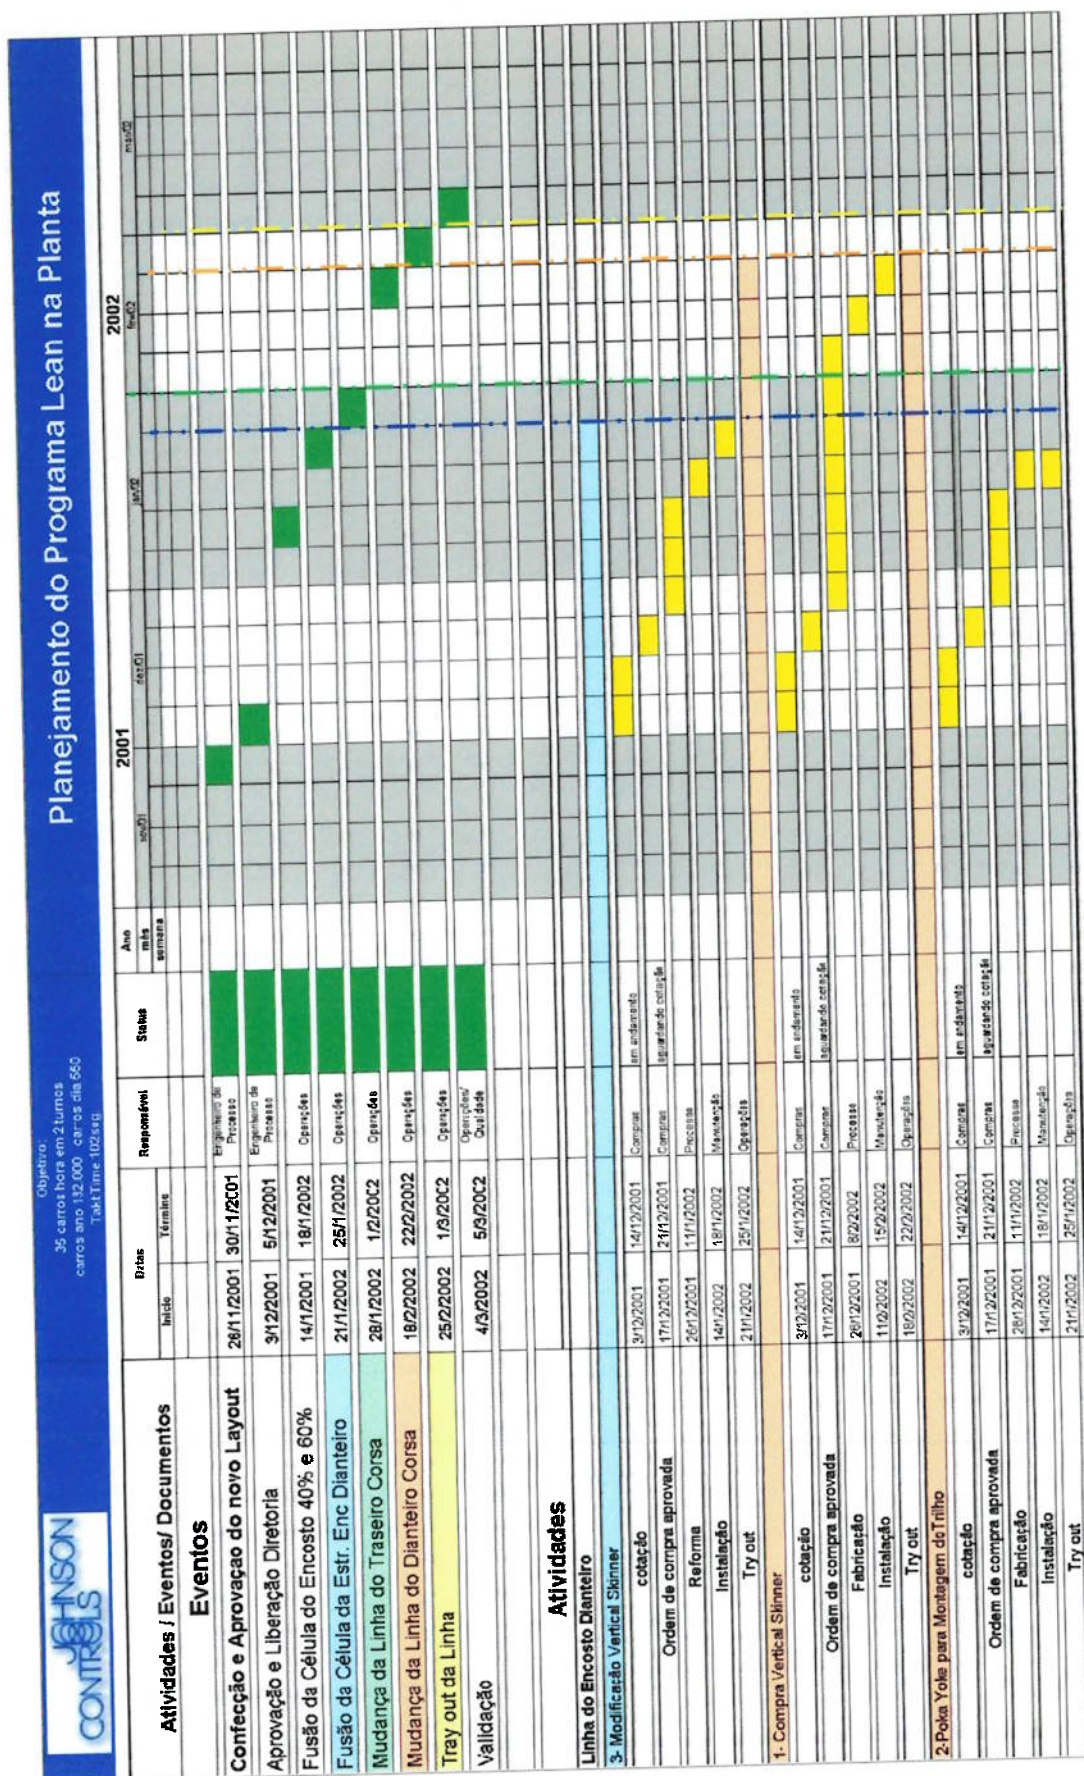 JOHNSON
CONTROLS
Objetivo:
35 carros hora em 2 turnos
carros ano 132.000 carros dia 660
Takt Time 102seg
Planejamento do Programa Lean na Planta
Atividades / Eventos/ Documentos
Datas
Início Término
Responsável
Status
Ano
mês
semana
2001 2002
nov/01 dez/01 jan/02 fev/02 mar/02
Eventos
Confecção e Aprovaçao do novo Layout 26/11/2001 30/11/2001 Engenheiro de Processo
Aprovação e Liberação Diretoria 3/12/2001 5/12/2001 Engenheiro de Processo
Fusão da Célula do Encosto 40% e 60% 14/1/2001 18/1/2002 Operações
Fusão da Célula da Estr. Enc Dianteiro 21/1/2002 25/1/2002 Operações
Mudança da Linha do Traseiro Corsa 28/1/2002 1/2/2002 Operações
Mudança da Linha do Dianteiro Corsa 18/2/2002 22/2/2002 Operações
Tray out da Linha 25/2/2002 1/3/2002 Operações
Validação 4/3/2002 5/3/2002 Operações/ Qualidade
Atividades
Linha do Encosto Dianteiro
3- Modificação Vertical Skinner
cotação 3/12/2001 14/12/2001 Compras em andamento
Ordem de compra aprovada 17/12/2001 21/12/2001 Compras aguardando cotação
Reforma 26/12/2001 11/1/2002 Processo
Instalação 14/1/2002 18/1/2002 Manutenção
Try out 21/1/2002 25/1/2002 Operações
1- Compra Vertical Skinner
cotação 3/12/2001 14/12/2001 Compras em andamento
Ordem de compra aprovada 17/12/2001 21/12/2001 Compras aguardando cotação
Fabricação 26/12/2001 8/2/2002 Processo
Instalação 11/2/2002 15/2/2002 Manutenção
Try out 18/2/2002 22/2/2002 Operações
2-Poka Yoke para Montagem do Trilho
cotação 3/12/2001 14/12/2001 Compras em andamento
Ordem de compra aprovada 17/12/2001 21/12/2001 Compras aguardando cotação
Fabricação 26/12/2001 11/1/2002 Processo
Instalação 14/1/2002 18/1/2002 Manutenção
Try out 21/1/2002 25/1/2002 Operações